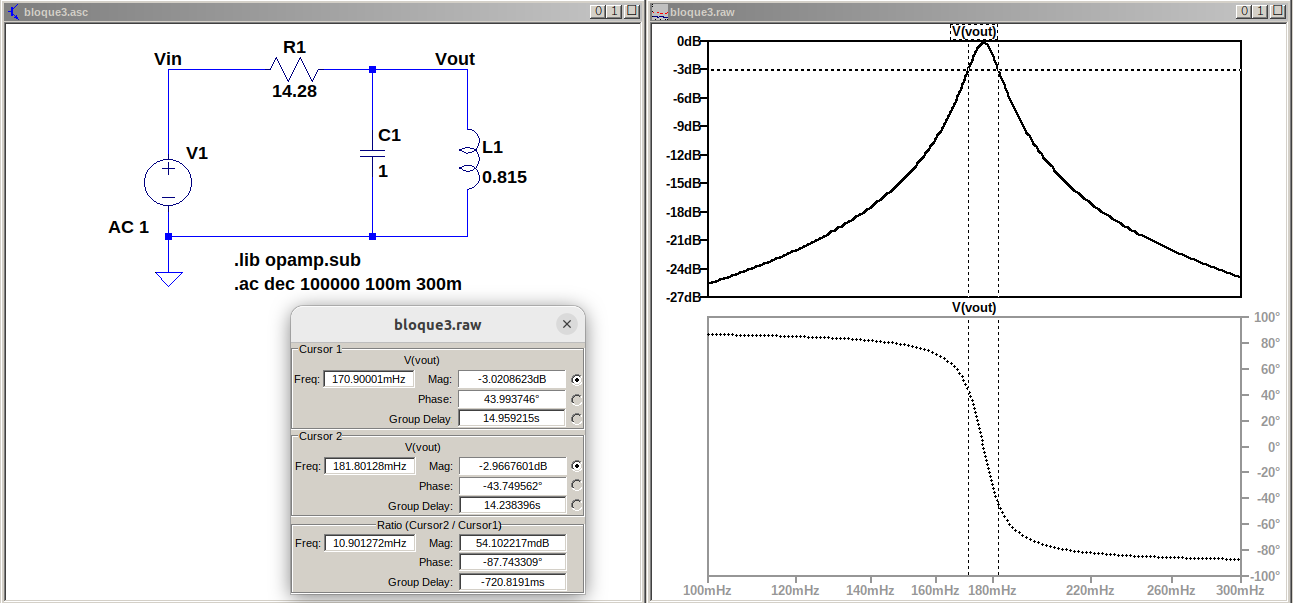 bloque3.asc
0 1
Vin
R1
Vout
14.28
C1
L1
V1
1
0.815
AC 1
.lib opamp.sub
.ac dec 100000 100m 300m
bloque3.raw
Cursor 1
V(vout)
Freq: 170.90001mHz Mag: -3.0208623dB
Phase: 43.993746°
Group Delay 14.959215s
Cursor 2
V(vout)
Freq: 181.80128mHz Mag: -2.9667601dB
Phase: -43.749562°
Group Delay: 14.238396s
Ratio (Cursor2 / Cursor1)
Freq: 10.901272mHz Mag: 54.102217mdB
Phase: -87.743309°
Group Delay: -720.8191ms
bloque3.raw
0 1
V(vout)
0dB
-3dB
-6dB
-9dB
-12dB
-15dB
-18dB
-21dB
-24dB
-27dB
V(vout)
100°
80°
60°
40°
20°
0°
-20°
-40°
-60°
-80°
-100°
100mHz 120mHz 140mHz 160mHz 180mHz 220mHz 260mHz 300mHz